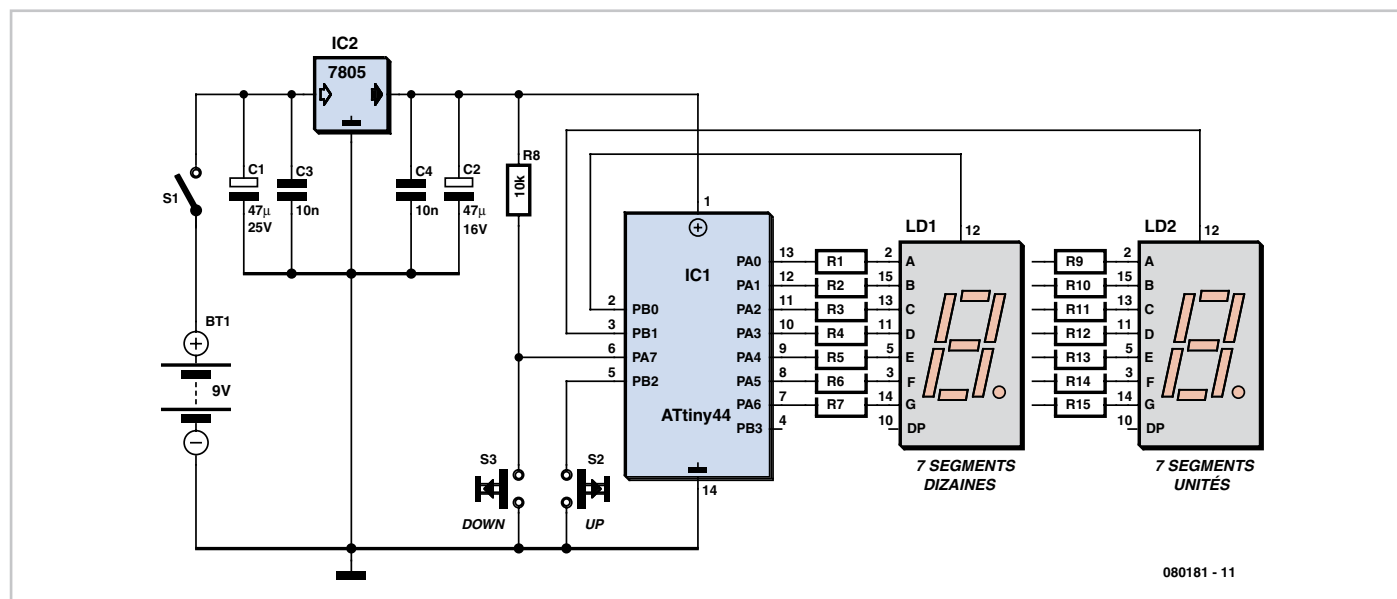 IC2
7805
S1
C1
47µ
25V
C3
10n
C4
10n
C2
47µ
16V
R8
10k
BT1
9V
1
IC1
ATtiny44
2 PB0
3 PB1
6 PA7
5 PB2
PA0 13 R1 2 A
PA1 12 R2 15 B
PA2 11 R3 13 C
PA3 10 R4 11 D
PA4 9 R5 5 E
PA5 8 R6 3 F
PA6 7 R7 14 G
PB3 4
10 DP
14
LD1
12
7 SEGMENTS
DIZAINES
LD2
12
R9 2 A
R10 15 B
R11 13 C
R12 11 D
R13 5 E
R14 3 F
R15 14 G
10 DP
7 SEGMENTS
UNITÉS
S3
DOWN
S2
UP
080181 - 11